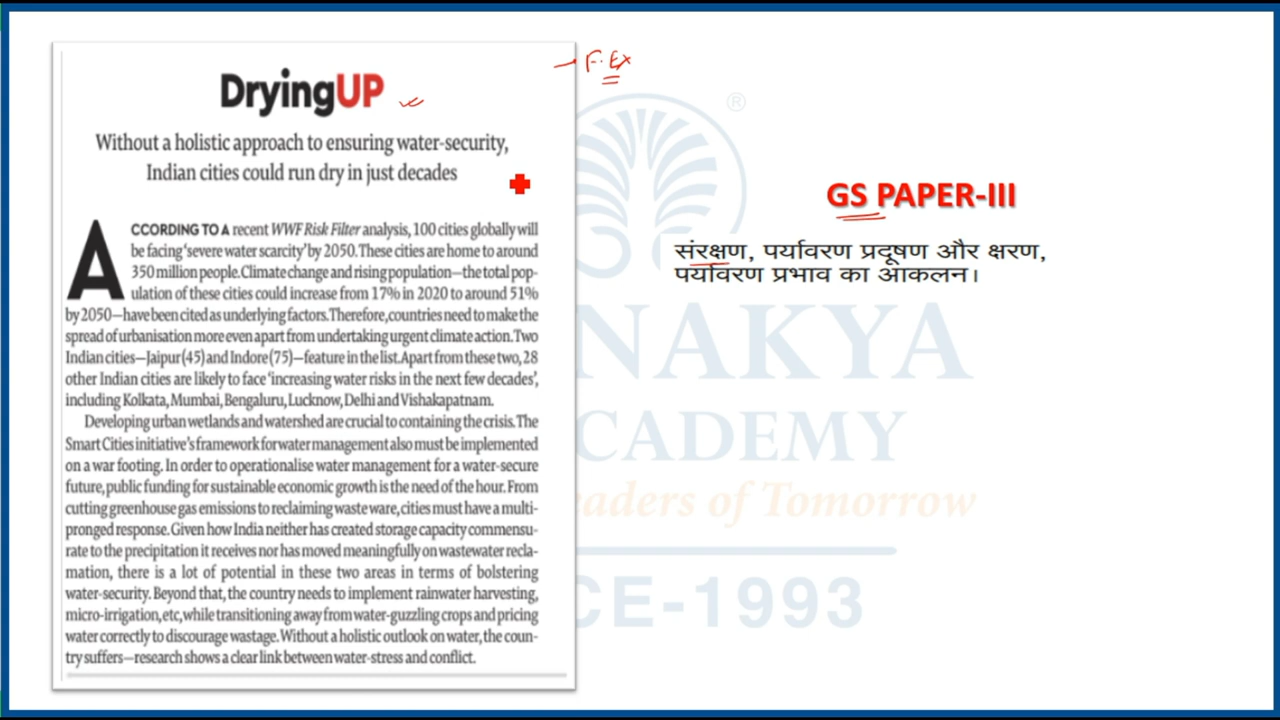 F. Ex
DryingUP
Without a holistic approach to ensuring water-security,
Indian cities could run dry in just decades
ACCORDING TO A recent WWF Risk Filter analysis, 100 cities globally will
be facing ‘severe water scarcity’ by 2050. These cities are home to around
350 million people. Climate change and rising population—the total pop-
ulation of these cities could increase from 17% in 2020 to around 51%
by 2050—have been cited as underlying factors. Therefore, countries need to make the
spread of urbanisation more even apart from undertaking urgent climate action. Two
Indian cities—Jaipur (45) and Indore (75)—feature in the list. Apart from these two, 28
other Indian cities are likely to face ‘increasing water risks in the next few decades’,
including Kolkata, Mumbai, Bengaluru, Lucknow, Delhi and Vishakapatnam.
Developing urban wetlands and watershed are crucial to containing the crisis. The
Smart Cities initiative’s framework for water management also must be implemented
on a war footing. In order to operationalise water management for a water-secure
future, public funding for sustainable economic growth is the need of the hour. From
cutting greenhouse gas emissions to reclaiming waste ware, cities must have a multi-
pronged response. Given how India neither has created storage capacity commensu-
rate to the precipitation it receives nor has moved meaningfully on wastewater recla-
mation, there is a lot of potential in these two areas in terms of bolstering
water-security. Beyond that, the country needs to implement rainwater harvesting,
micro-irrigation, etc, while transitioning away from water-guzzling crops and pricing
water correctly to discourage wastage. Without a holistic outlook on water, the coun-
try suffers—research shows a clear link between water-stress and conflict.
GS PAPER-III
संरक्षण, पर्यावरण प्रदूषण और क्षरण,
पर्यावरण प्रभाव का आकलन।
®
NAKYA
CADEMY
eaders of Tomorrow
CE-1993